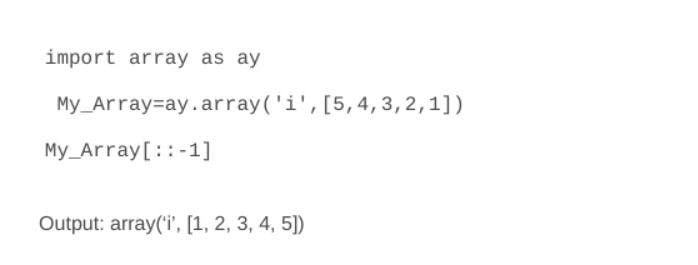 import array as ay
My_Array=ay.array('i',[5,4,3,2,1])
My_Array[::-1]
Output: array(‘i’, [1, 2, 3, 4, 5])